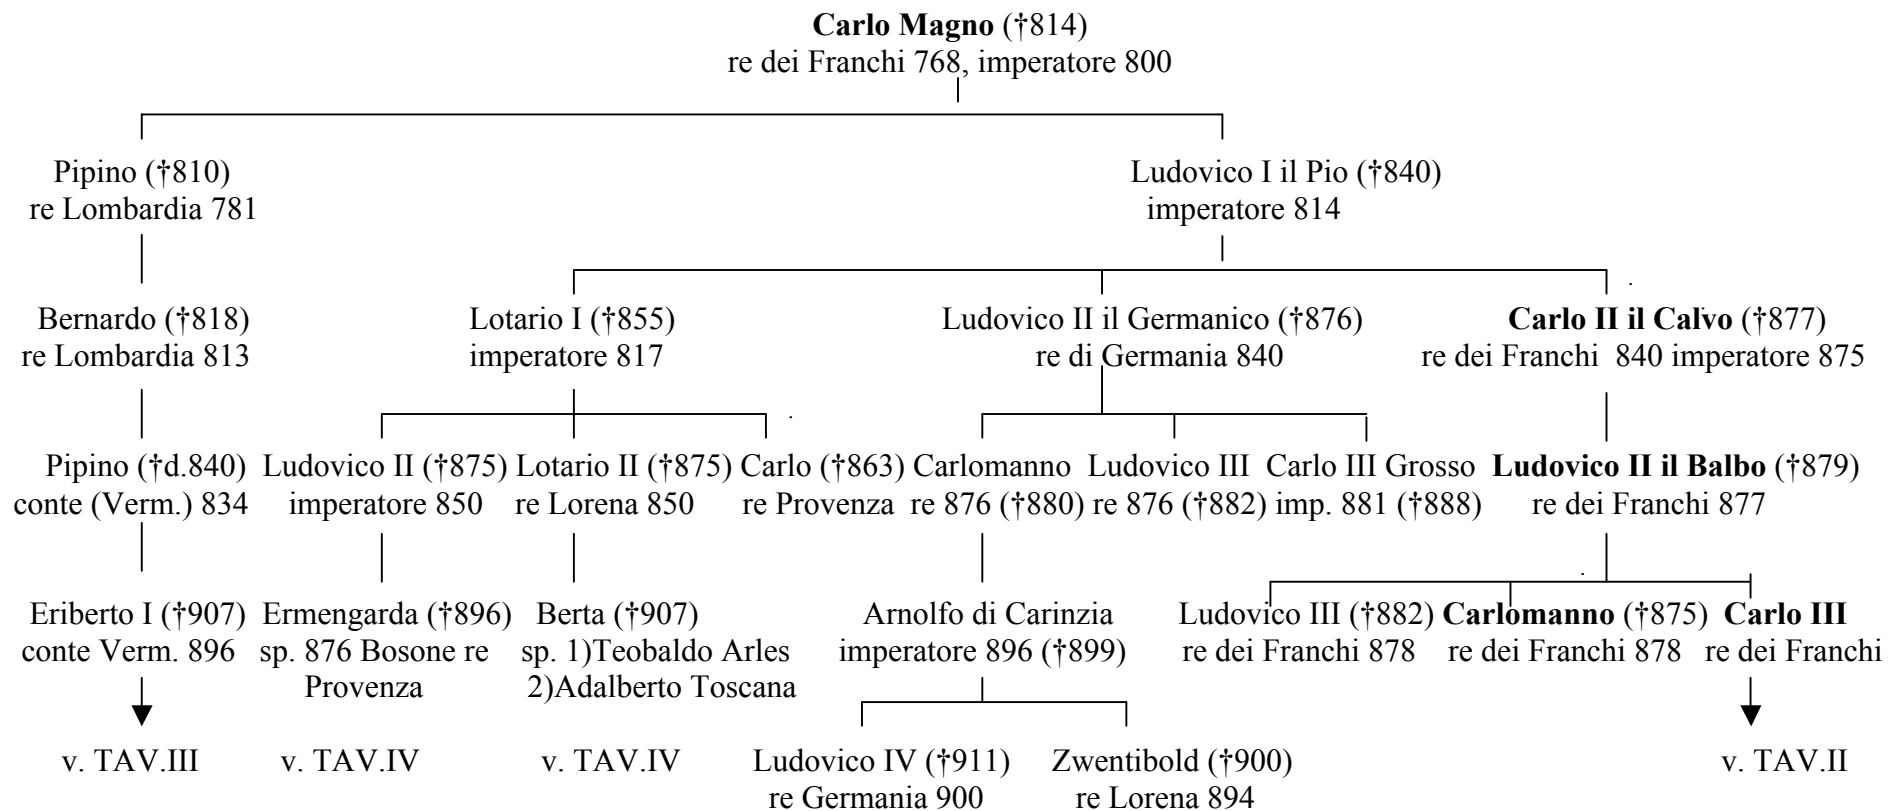 Carlo Magno (†814)
re dei Franchi 768, imperatore 800
Pipino (†810) Ludovico I il Pio (†840)
re Lombardia 781 imperatore 814
Bernardo (†818) Lotario I (†855) Ludovico II il Germanico (†876) Carlo II il Calvo (†877)
re Lombardia 813 imperatore 817 re di Germania 840 re dei Franchi 840 imperatore 875
Pipino (†d.840) Ludovico II (†875) Lotario II (†875) Carlo (†863) Carlomanno Ludovico III Carlo III Grosso Ludovico II il Balbo (†879)
conte (Verm.) 834 imperatore 850 re Lorena 850 re Provenza re 876 (†880) re 876 (†882) imp. 881 (†888) re dei Franchi 877
Eriberto I (†907) Ermengarda (†896) Berta (†907) Arnolfo di Carinzia Ludovico III (†882) Carlomanno (†875) Carlo III
conte Verm. 896 sp. 876 Bosone re sp. 1)Teobaldo Arles imperatore 896 (†899) re dei Franchi 878 re dei Franchi 878 re dei Franchi
Provenza 2)Adalberto Toscana
v. TAV.III v. TAV.IV v. TAV.IV Ludovico IV (†911) Zwentibold (†900) v. TAV.II
re Germania 900 re Lorena 894